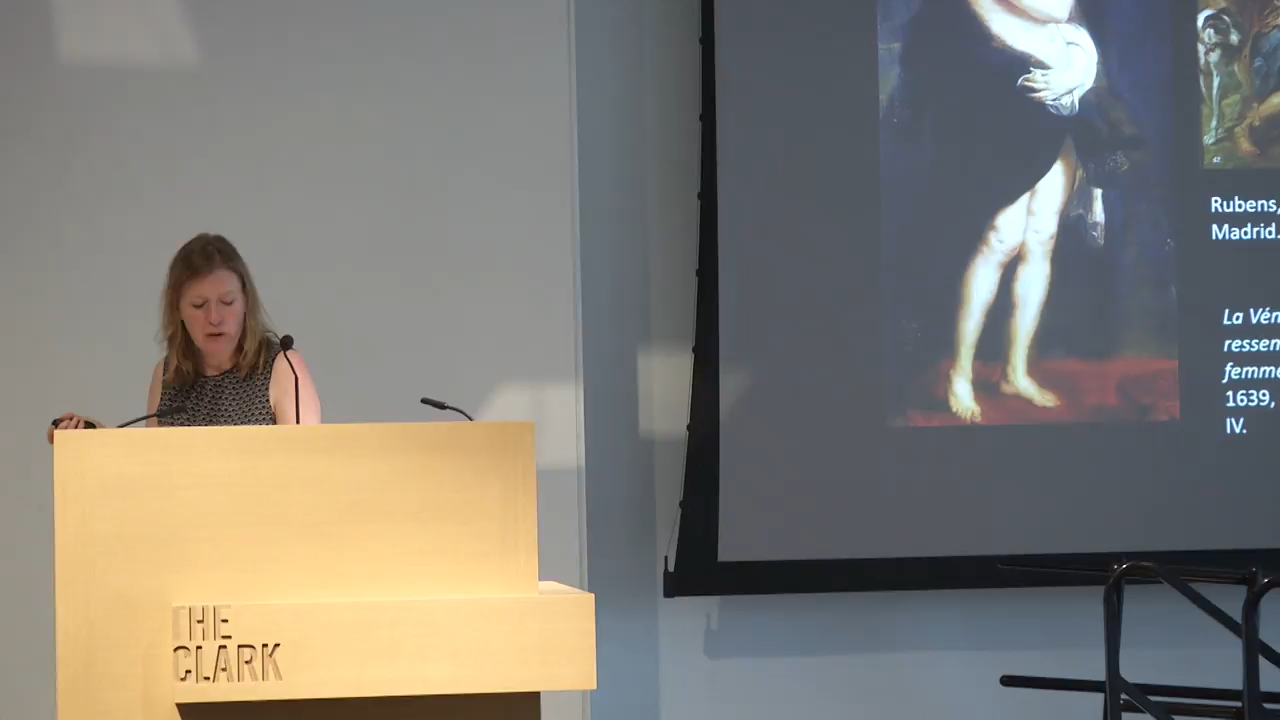 THE
CLARK
Rubens,
Madrid.
La Vén
ressem
femme
1639,
IV.